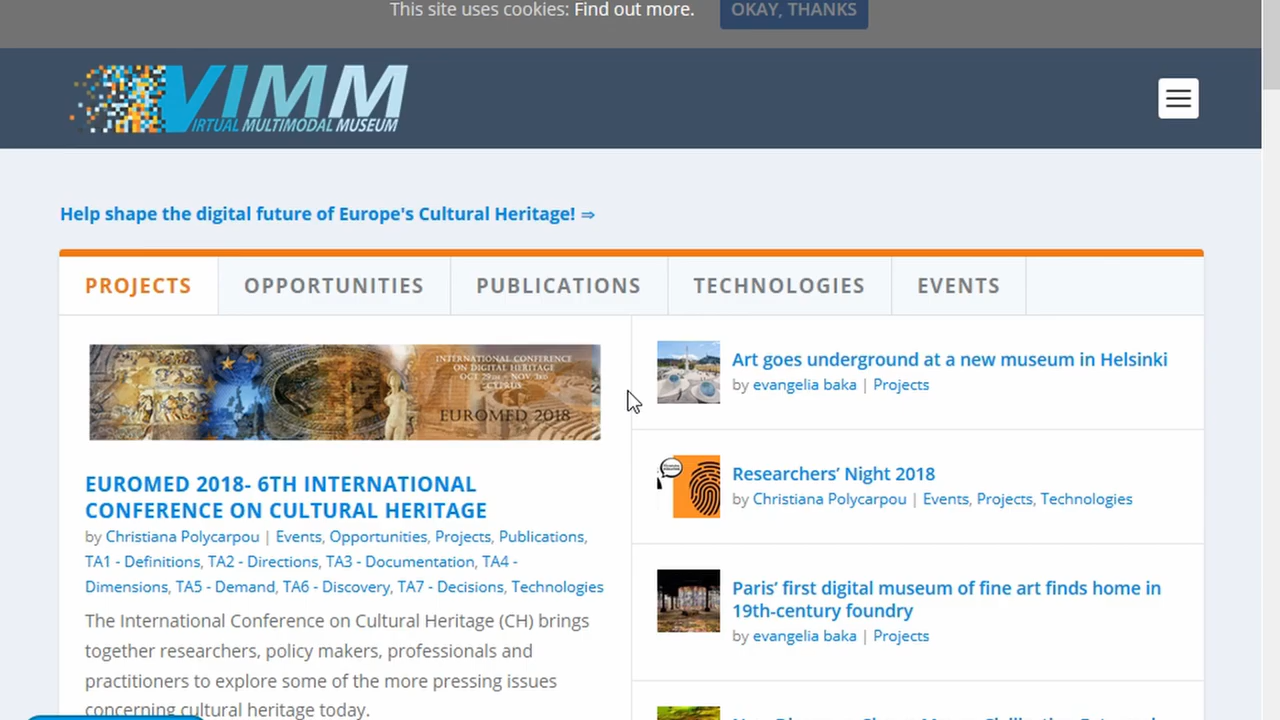 This site uses cookies: Find out more.
OKAY, THANKS
VIMM
VIRTUAL MULTIMODAL MUSEUM
Help shape the digital future of Europe's Cultural Heritage! ⇒
PROJECTS
OPPORTUNITIES
PUBLICATIONS
TECHNOLOGIES
EVENTS
INTERNATIONAL CONFERENCE
ON DIGITAL HERITAGE
OCT 29TH - NOV 3RD
CYPRUS
EUROMED 2018
EUROMED 2018- 6TH INTERNATIONAL
CONFERENCE ON CULTURAL HERITAGE
by Christiana Polycarpou | Events, Opportunities, Projects, Publications,
TA1 - Definitions, TA2 - Directions, TA3 - Documentation, TA4 -
Dimensions, TA5 - Demand, TA6 - Discovery, TA7 - Decisions, Technologies
The International Conference on Cultural Heritage (CH) brings
together researchers, policy makers, professionals and
practitioners to explore some of the more pressing issues
concerning cultural heritage today.
Art goes underground at a new museum in Helsinki
by evangelia baka | Projects
Researchers’ Night 2018
by Christiana Polycarpou | Events, Projects, Technologies
Paris’ first digital museum of fine art finds home in
19th-century foundry
by evangelia baka | Projects